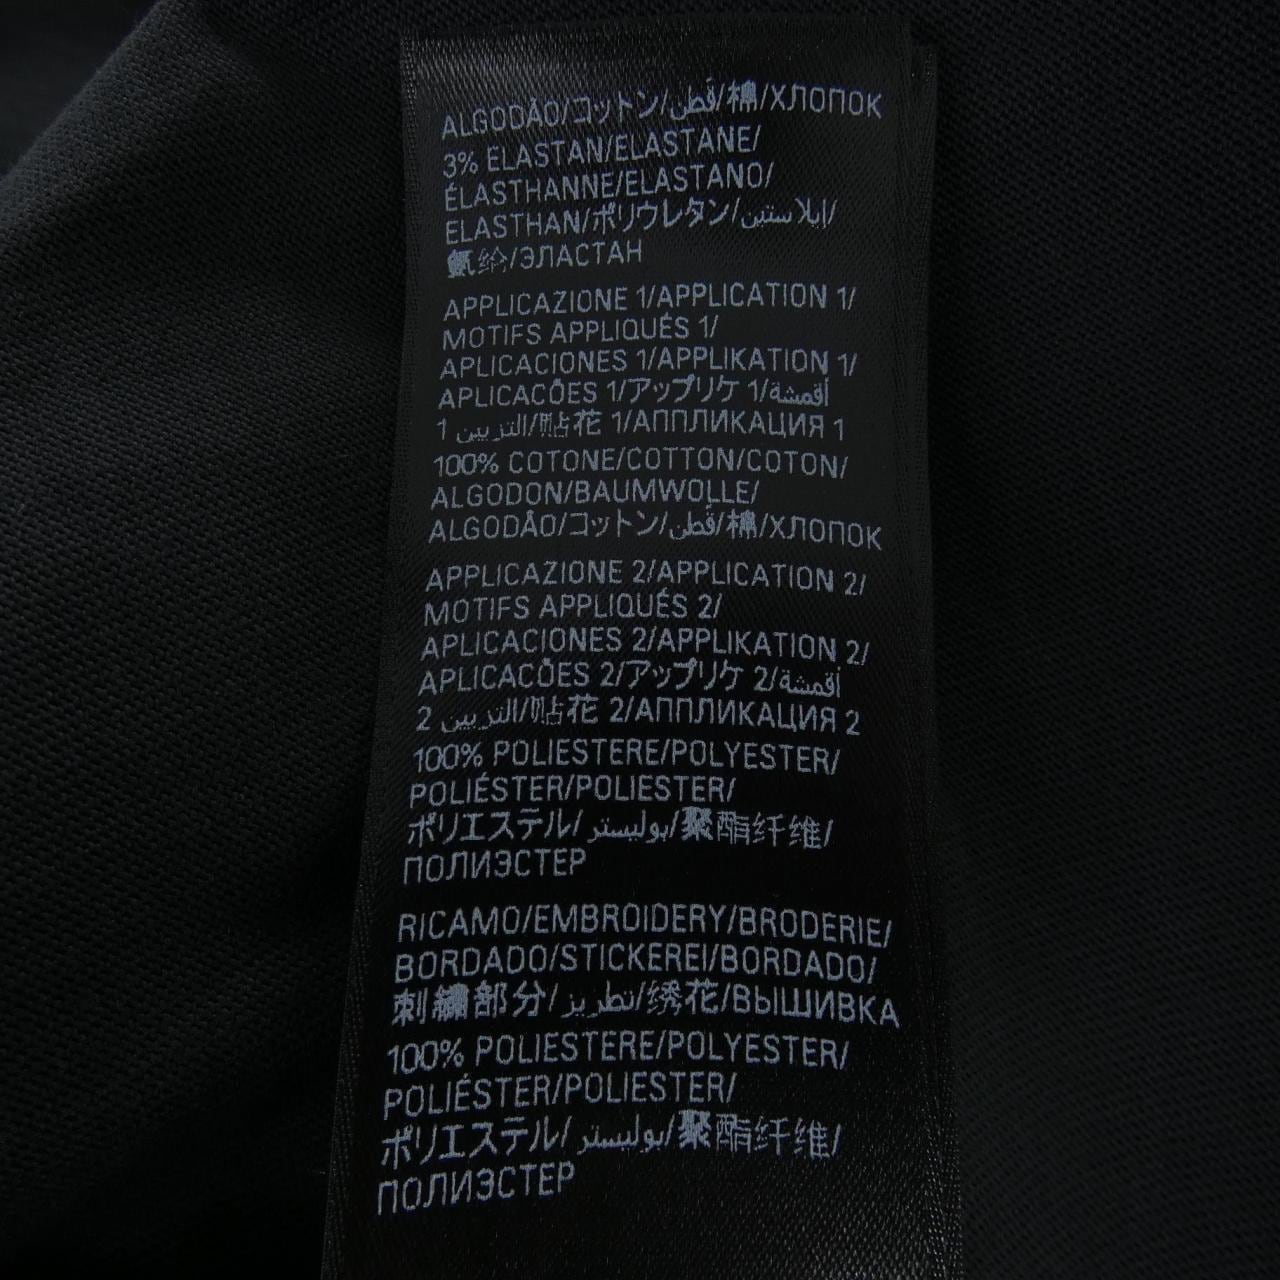 ALGODÃO/コットン/قطن/棉/ХЛОПОК
3% ELASTAN/ELASTANE/
ÉLASTHANNE/ELASTANO/
ELASTHAN/ポリウレタン/إيلاستين/
氨纶/ЭЛАСТАН
APPLICAZIONE 1/APPLICATION 1/
MOTIFS APPLIQUÉS 1/
APLICACIONES 1/APPLIKATION 1/
APLICACÕES 1/アップリケ 1/أقمشة
التزيين 1/贴花 1/АППЛИКАЦИЯ 1
100% COTONE/COTTON/COTON/
ALGODON/BAUMWOLLE/
ALGODÃO/コットン/قطن/棉/ХЛОПОК
APPLICAZIONE 2/APPLICATION 2/
MOTIFS APPLIQUÉS 2/
APLICACIONES 2/APPLIKATION 2/
APLICACÕES 2/アップリケ 2/أقمشة
التزيين 2/贴花 2/АППЛИКАЦИЯ 2
100% POLIESTERE/POLYESTER/
POLIÉSTER/POLIESTER/
ポリエステル/بوليستر/聚酯纤维/
ПОЛИЭСТЕР
RICAMO/EMBROIDERY/BRODERIE/
BORDADO/STICKEREI/BORDADO/
刺繍部分/تطريز/绣花/ВЫШИВКА
100% POLIESTERE/POLYESTER/
POLIÉSTER/POLIESTER/
ポリエステル/بوليستر/聚酯纤维/
ПОЛИЭСТЕР